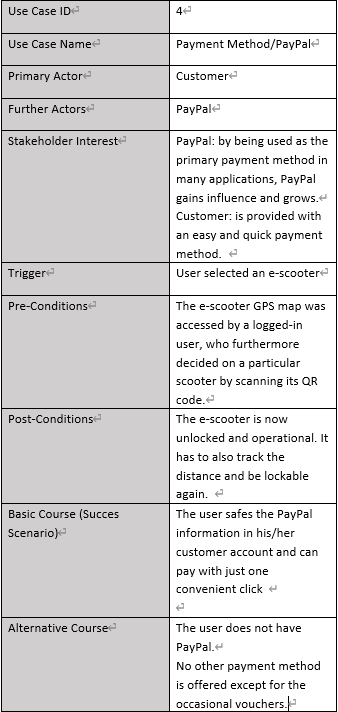 Use Case ID
4
Use Case Name
Payment Method/PayPal
Primary Actor
Customer
Further Actors
PayPal
Stakeholder Interest
PayPal: by being used as the
primary payment method in
many applications, PayPal
gains influence and grows.
Customer: is provided with
an easy and quick payment
method.
Trigger
User selected an e-scooter
Pre-Conditions
The e-scooter GPS map was
accessed by a logged-in
user, who furthermore
decided on a particular
scooter by scanning its QR
code.
Post-Conditions
The e-scooter is now
unlocked and operational. It
has to also track the
distance and be lockable
again.
Basic Course (Succes
Scenario)
The user safes the PayPal
information in his/her
customer account and can
pay with just one
convenient click
Alternative Course
The user does not have
PayPal.
No other payment method
is offered except for the
occasional vouchers.